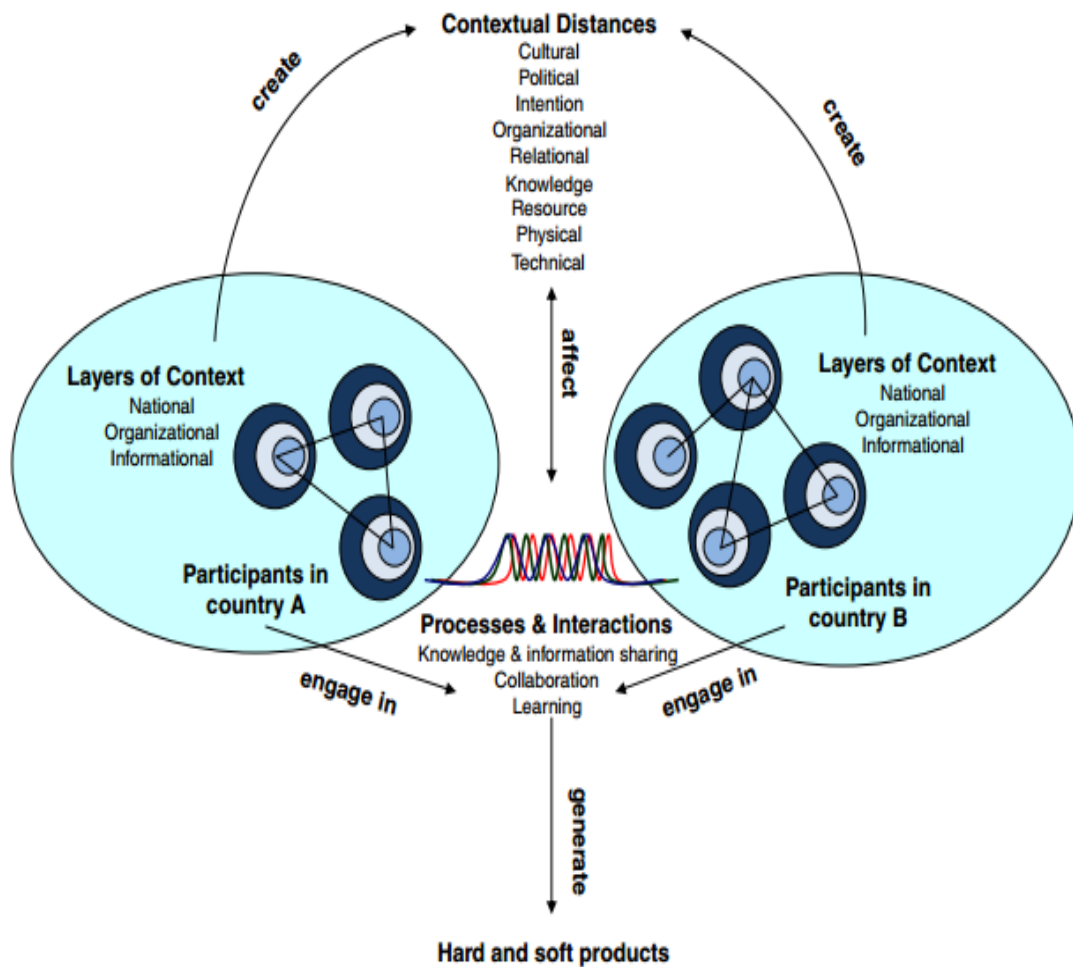 Contextual Distances
Cultural
Political
Intention
Organizational
Relational
Knowledge
Resource
Physical
Technical
create
create
affect
Layers of Context
National
Organizational
Informational
Layers of Context
National
Organizational
Informational
Participants in
country A
Participants in
country B
Processes & Interactions
Knowledge & information sharing
Collaboration
Learning
engage in
engage in
generate
Hard and soft products